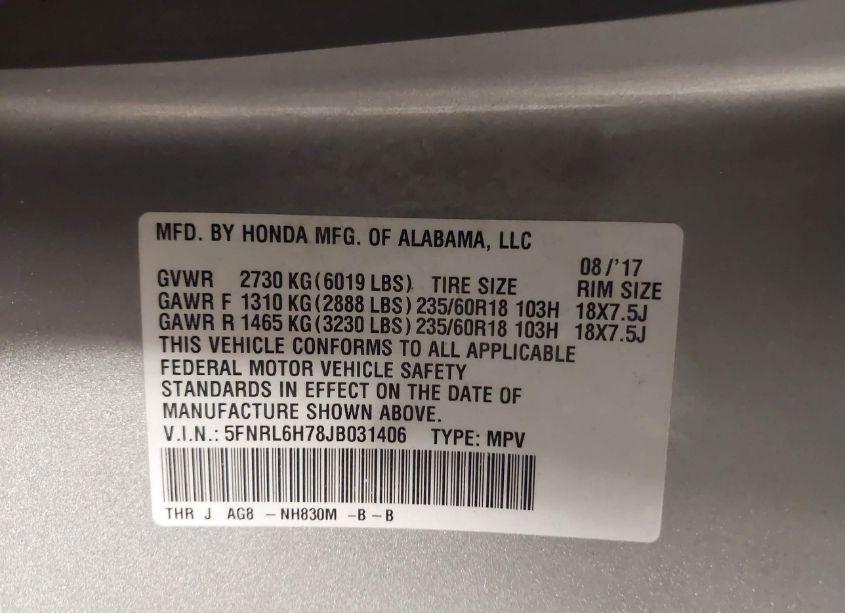 MFD. BY HONDA MFG. OF ALABAMA, LLC
08/'17
GVWR 2730 KG(6019 LBS) TIRE SIZE RIM SIZE
GAWR F 1310 KG(2888 LBS) 235/60R18 103H 18X7.5J
GAWR R 1465 KG(3230 LBS) 235/60R18 103H 18X7.5J
THIS VEHICLE CONFORMS TO ALL APPLICABLE
FEDERAL MOTOR VEHICLE SAFETY
STANDARDS IN EFFECT ON THE DATE OF
MANUFACTURE SHOWN ABOVE.
V.I.N.: 5FNRL6H78JB031406 TYPE: MPV
THR J AG8 -NH830M -B-B